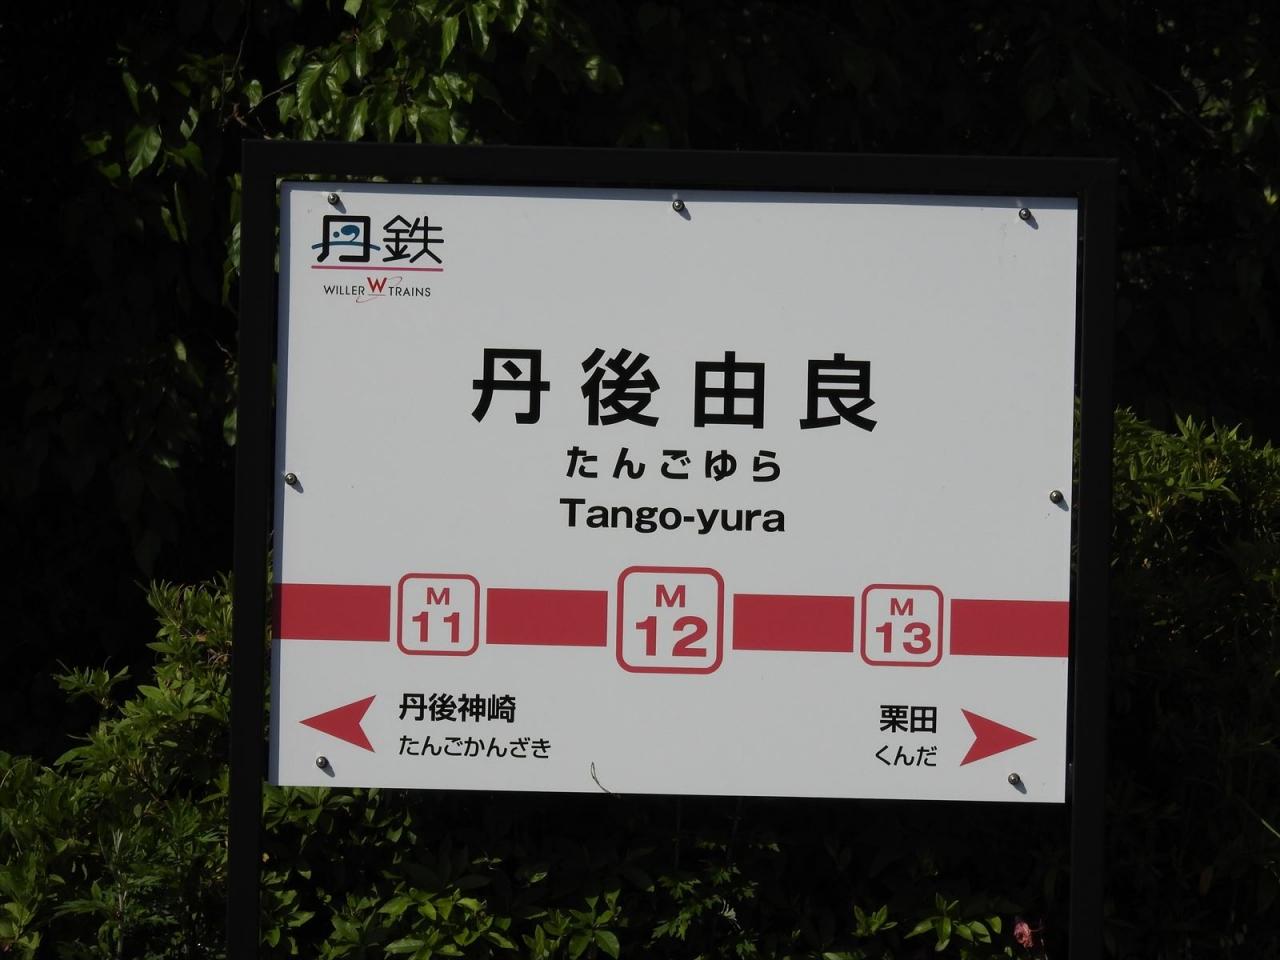 丹鉄
WILLER W TRAINS
丹後由良
たんごゆら
Tango-yura
M 11
M 12
M 13
丹後神崎
たんごかんざき
栗田
くんだ